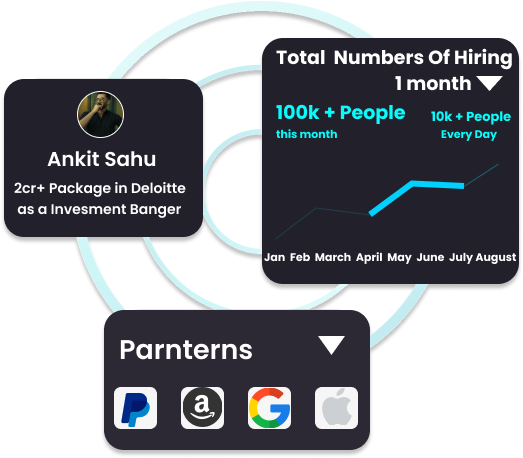 Total Numbers Of Hiring
1 month
100k + People
this month
10k + People
Every Day
Jan Feb March April May June July August
Ankit Sahu
2cr+ Package in Deloitte
as a Invesment Banger
Parnterns